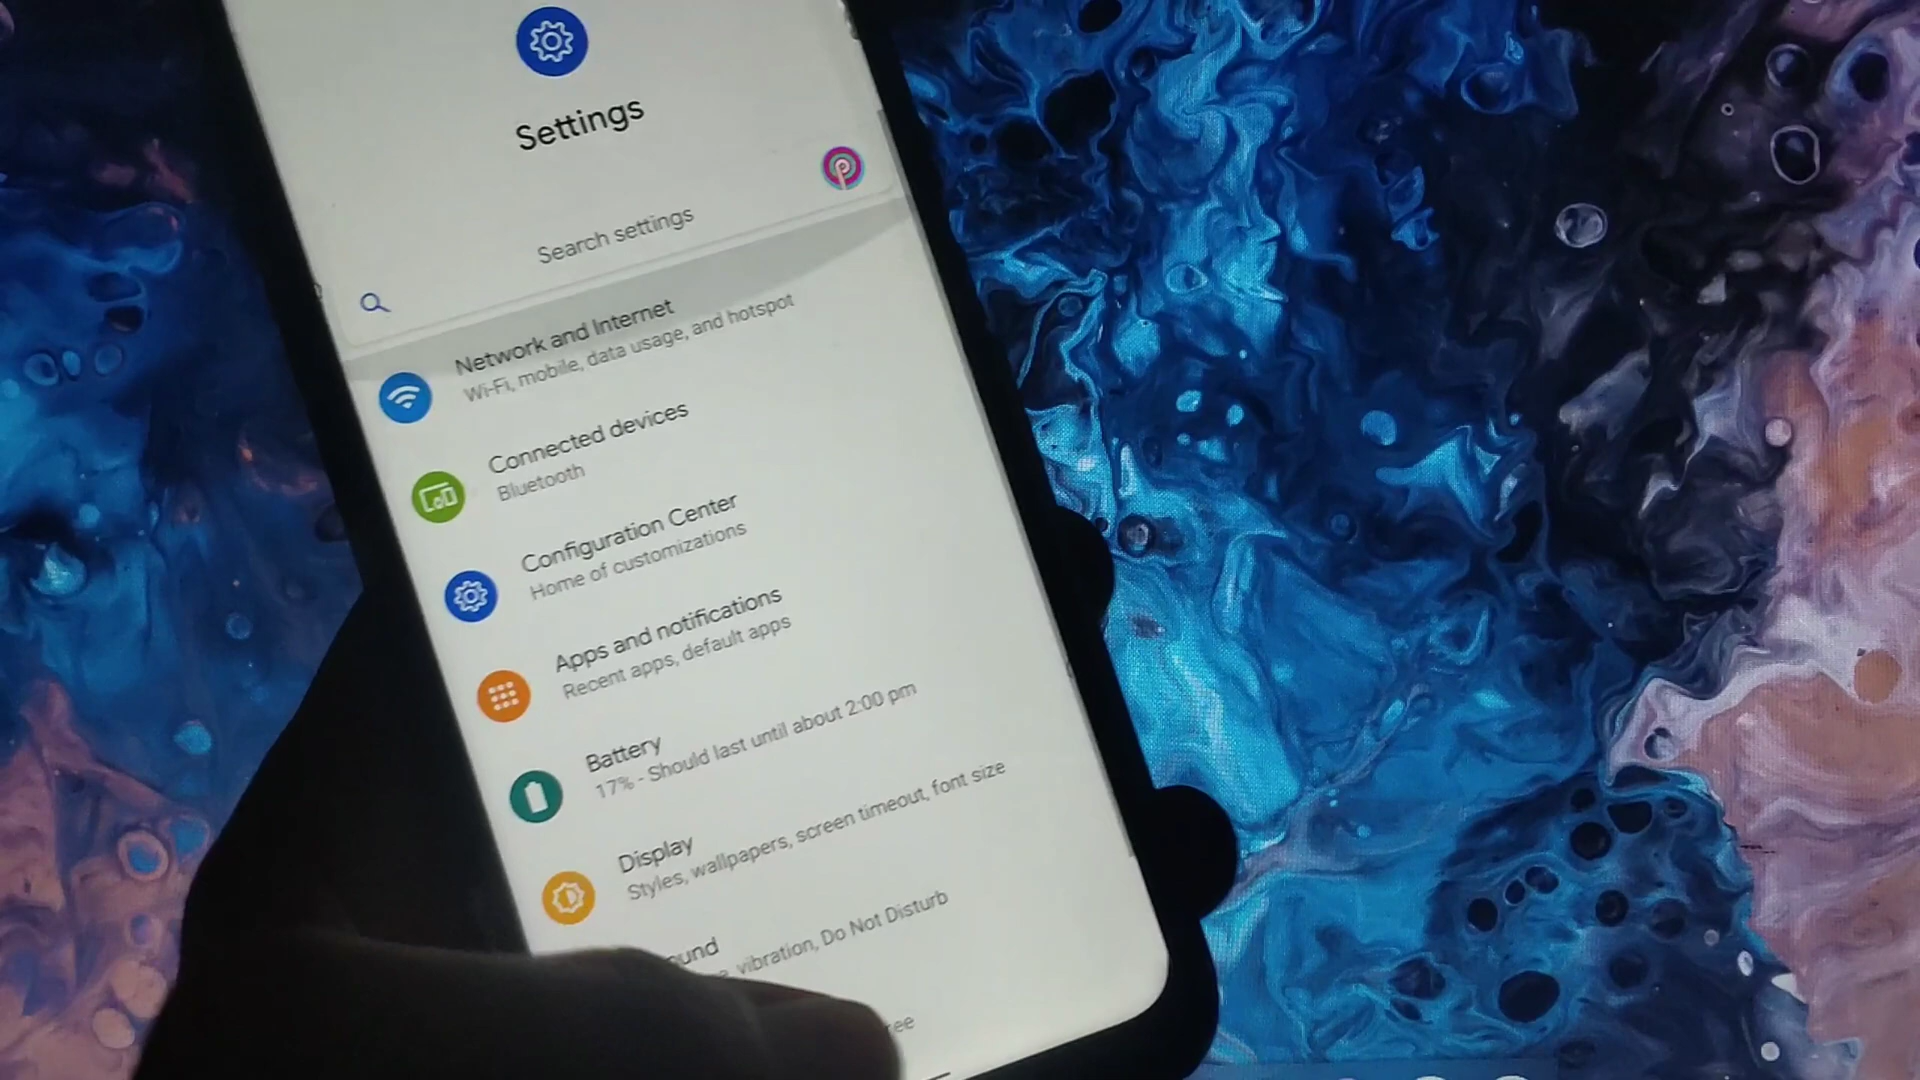 Settings
Search settings
Network and Internet
Wi-Fi, mobile, data usage, and hotspot
Connected devices
Bluetooth
Configuration Center
Home of customizations
Apps and notifications
Recent apps, default apps
Battery
17% - Should last until about 2:00 pm
Display
Styles, wallpapers, screen timeout, font size
ound
, vibration, Do Not Disturb
ree